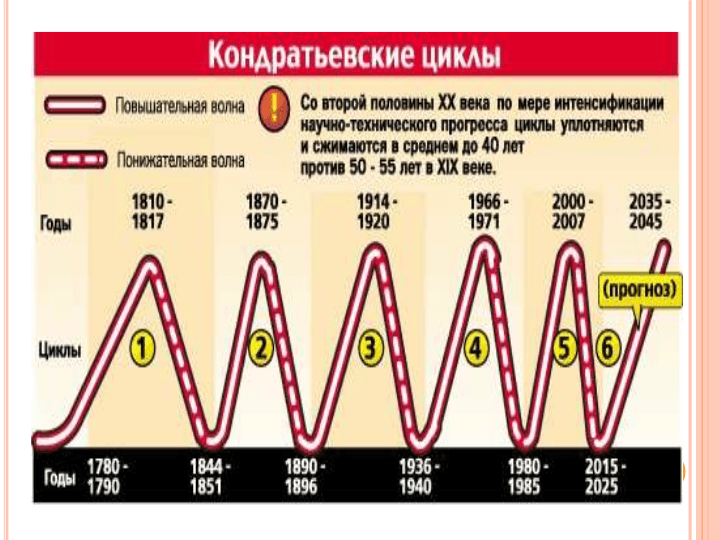 Кондратьевские циклы
Повышательная волна
Понижательная волна
!
Со второй половины XX века по мере интенсификации
научно-технического прогресса циклы уплотняются
и сжимаются в среднем до 40 лет
против 50 - 55 лет в XIX веке.
Годы
1810 -
1817
1870 -
1875
1914 -
1920
1966 -
1971
2000 -
2007
2035 -
2045
(прогноз)
Циклы
1
2
3
4
5
6
Годы
1780 -
1790
1844 -
1851
1890 -
1896
1936 -
1940
1980 -
1985
2015 -
2025